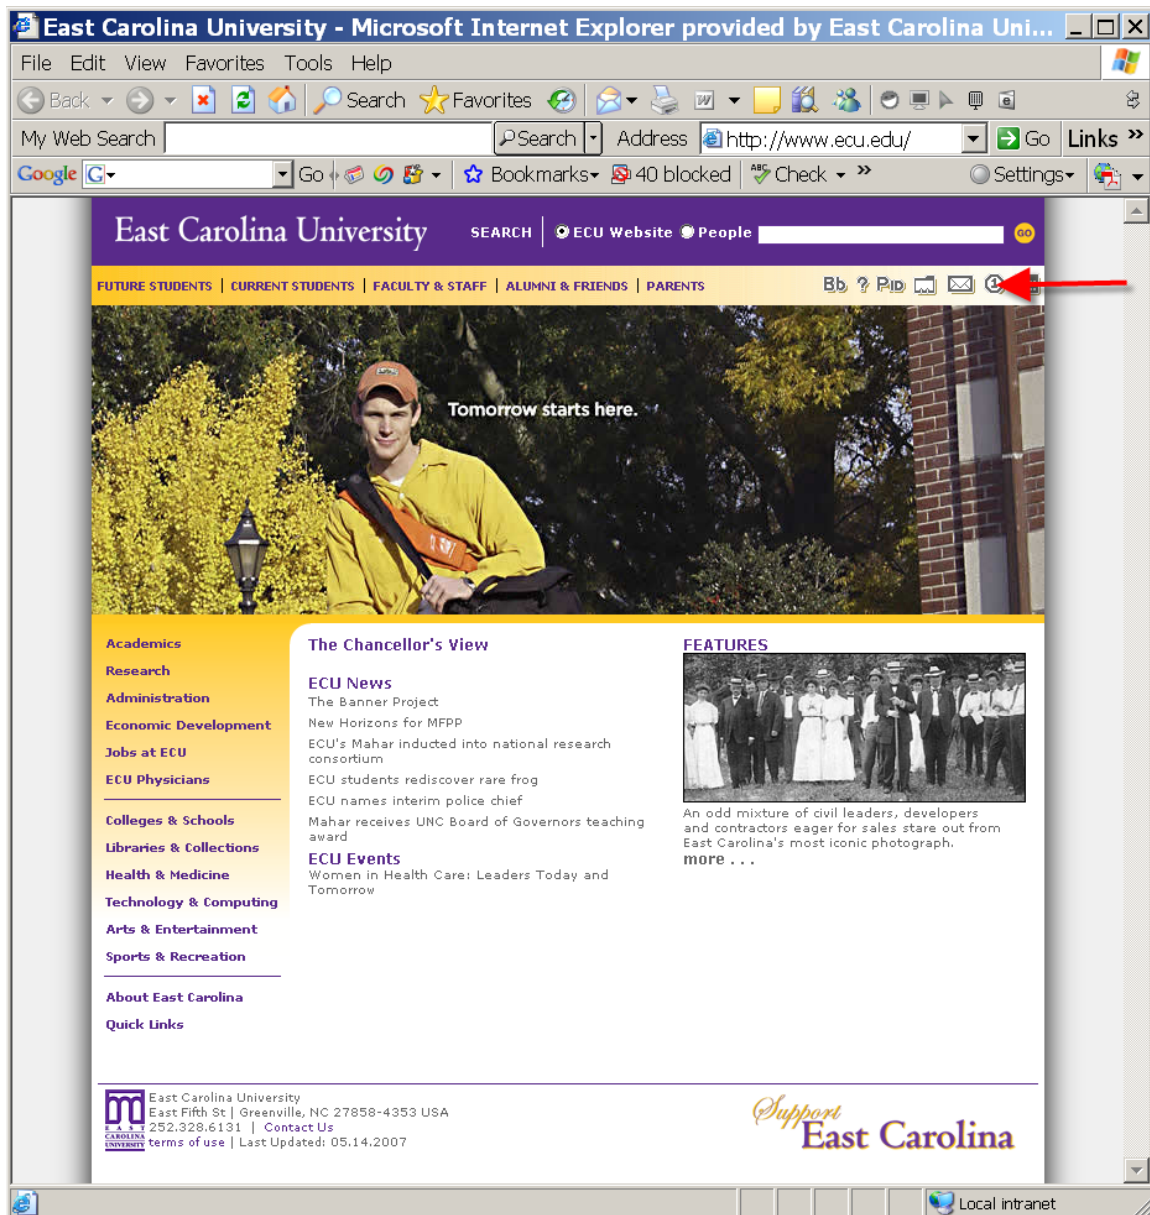 East Carolina University - Microsoft Internet Explorer provided by East Carolina Uni...
File Edit View Favorites Tools Help
Back Search Favorites
My Web Search Search Address http://www.ecu.edu/ Go Links »
Google G Go Bookmarks 40 blocked ABC Check » Settings
East Carolina University SEARCH | ECU Website People GO
FUTURE STUDENTS | CURRENT STUDENTS | FACULTY & STAFF | ALUMNI & FRIENDS | PARENTS Bb ? PID 1
Tomorrow starts here.
Academics
Research
Administration
Economic Development
Jobs at ECU
ECU Physicians
Colleges & Schools
Libraries & Collections
Health & Medicine
Technology & Computing
Arts & Entertainment
Sports & Recreation
About East Carolina
Quick Links
The Chancellor's View
ECU News
The Banner Project
New Horizons for MFPP
ECU's Mahar inducted into national research
consortium
ECU students rediscover rare frog
ECU names interim police chief
Mahar receives UNC Board of Governors teaching
award
ECU Events
Women in Health Care: Leaders Today and
Tomorrow
FEATURES
An odd mixture of civil leaders, developers
and contractors eager for sales stare out from
East Carolina's most iconic photograph.
more . . .
EAST
CAROLINA
UNIVERSITY
East Carolina University
East Fifth St | Greenville, NC 27858-4353 USA
252.328.6131 | Contact Us
terms of use | Last Updated: 05.14.2007
Support
East Carolina
Local intranet